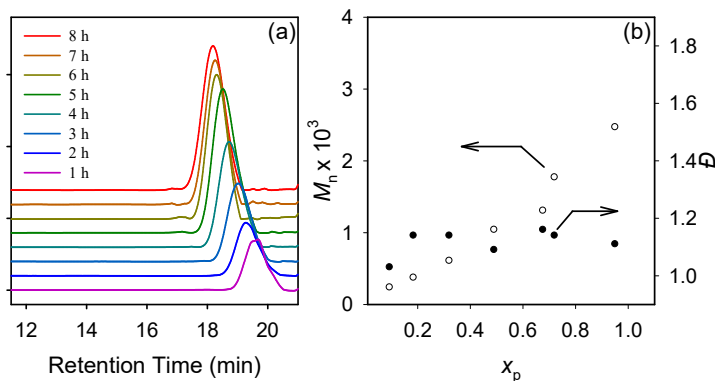 (a)
8 h
7 h
6 h
5 h
4 h
3 h
2 h
1 h
12 14 16 18 20
Retention Time (min)
(b)
4
3
2
1
0
Mn x 10³
1.8
1.6
1.4
1.2
1.0
Đ
0.2 0.4 0.6 0.8 1.0
xp